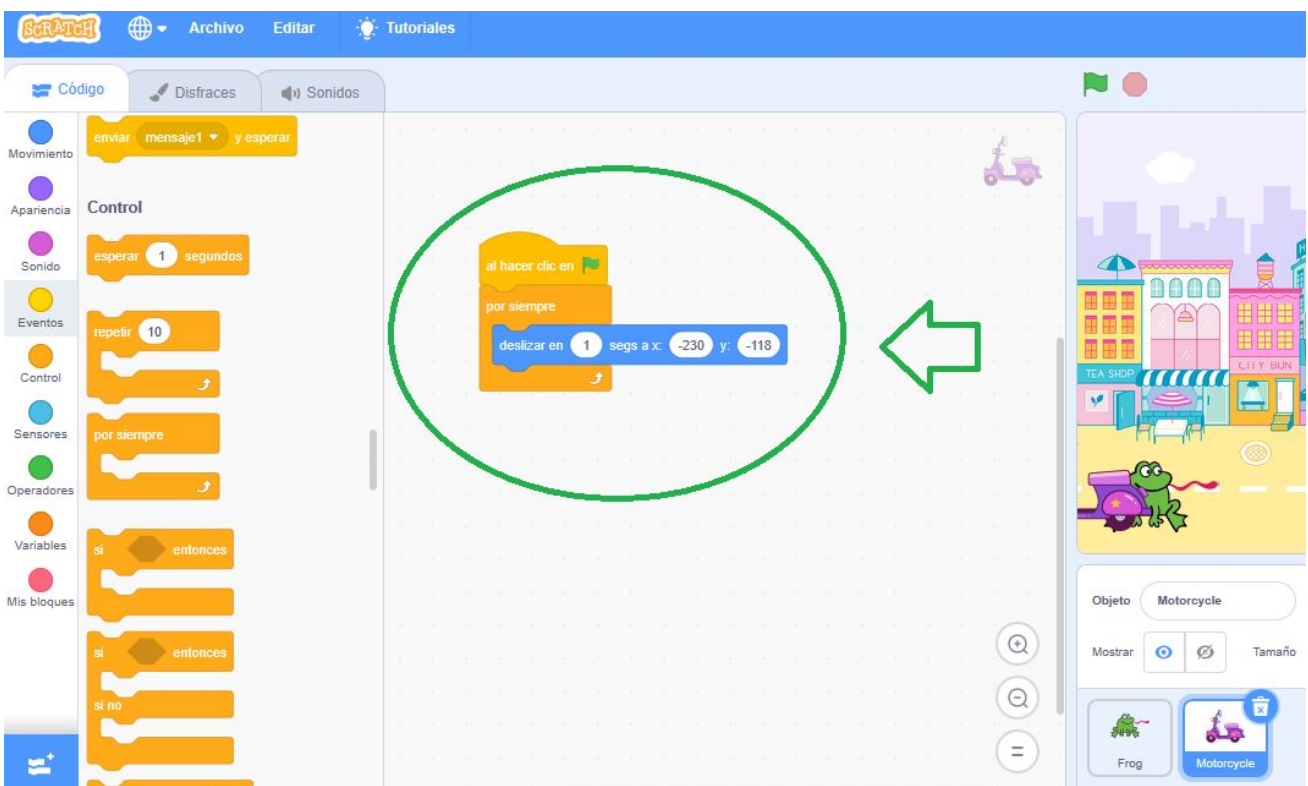 SCRATCH Archivo Editar Tutoriales
Código Disfraces Sonidos
Movimiento
Apariencia
Sonido
Eventos
Control
Sensores
Operadores
Variables
Mis bloques
enviar mensaje1 y esperar
Control
esperar 1 segundos
repetir 10
por siempre
si entonces
si entonces
si no
al hacer clic en
por siempre
deslizar en 1 segs a x: -230 y: -118
TEA SHOP
CITY BUN
Objeto Motorcycle
Mostrar Tamaño
Frog Motorcycle